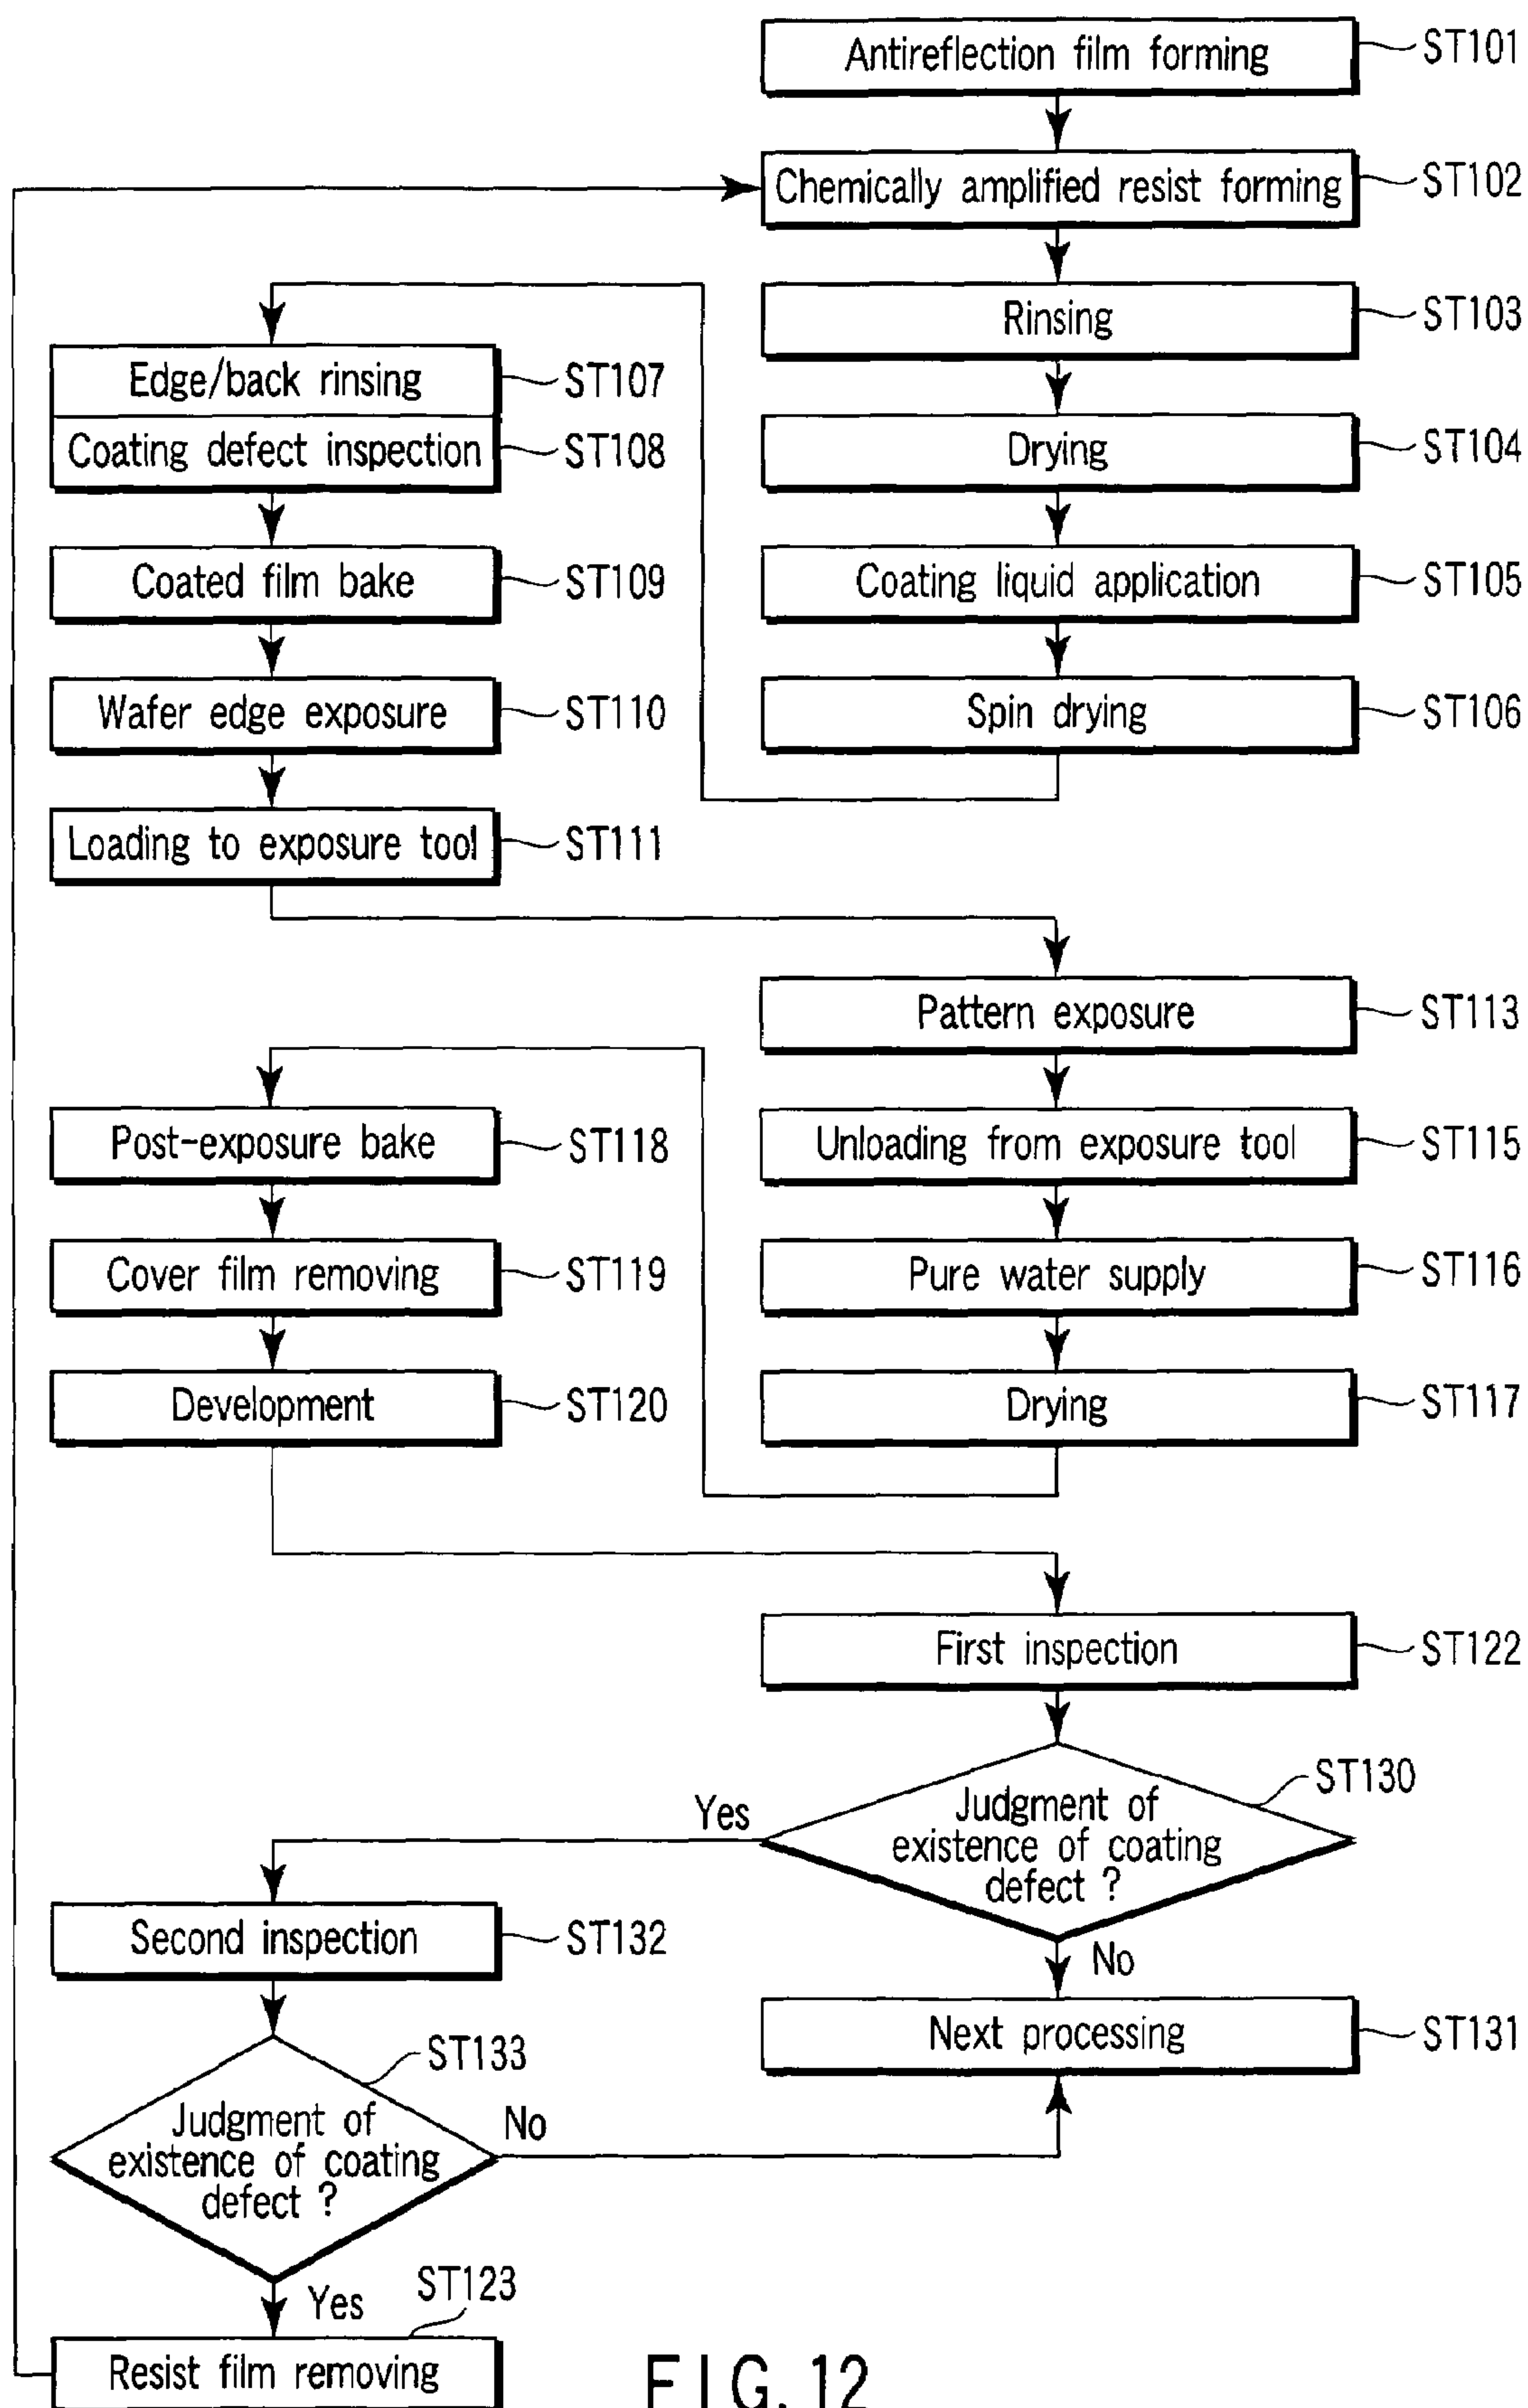 Antireflection film forming
ST101
Chemically amplified resist forming
ST102
Rinsing
ST103
Drying
ST104
Coating liquid application
ST105
Spin drying
ST106
Edge/back rinsing
ST107
Coating defect inspection
ST108
Coated film bake
ST109
Wafer edge exposure
ST110
Loading to exposure tool
ST111
Pattern exposure
ST113
Unloading from exposure tool
ST115
Pure water supply
ST116
Drying
ST117
Post-exposure bake
ST118
Cover film removing
ST119
Development
ST120
First inspection
ST122
Judgment of
existence of coating
defect ?
ST130
Yes
No
Next processing
ST131
Second inspection
ST132
Judgment of
existence of coating
defect ?
ST133
No
Yes
Resist film removing
ST123
FIG. 12